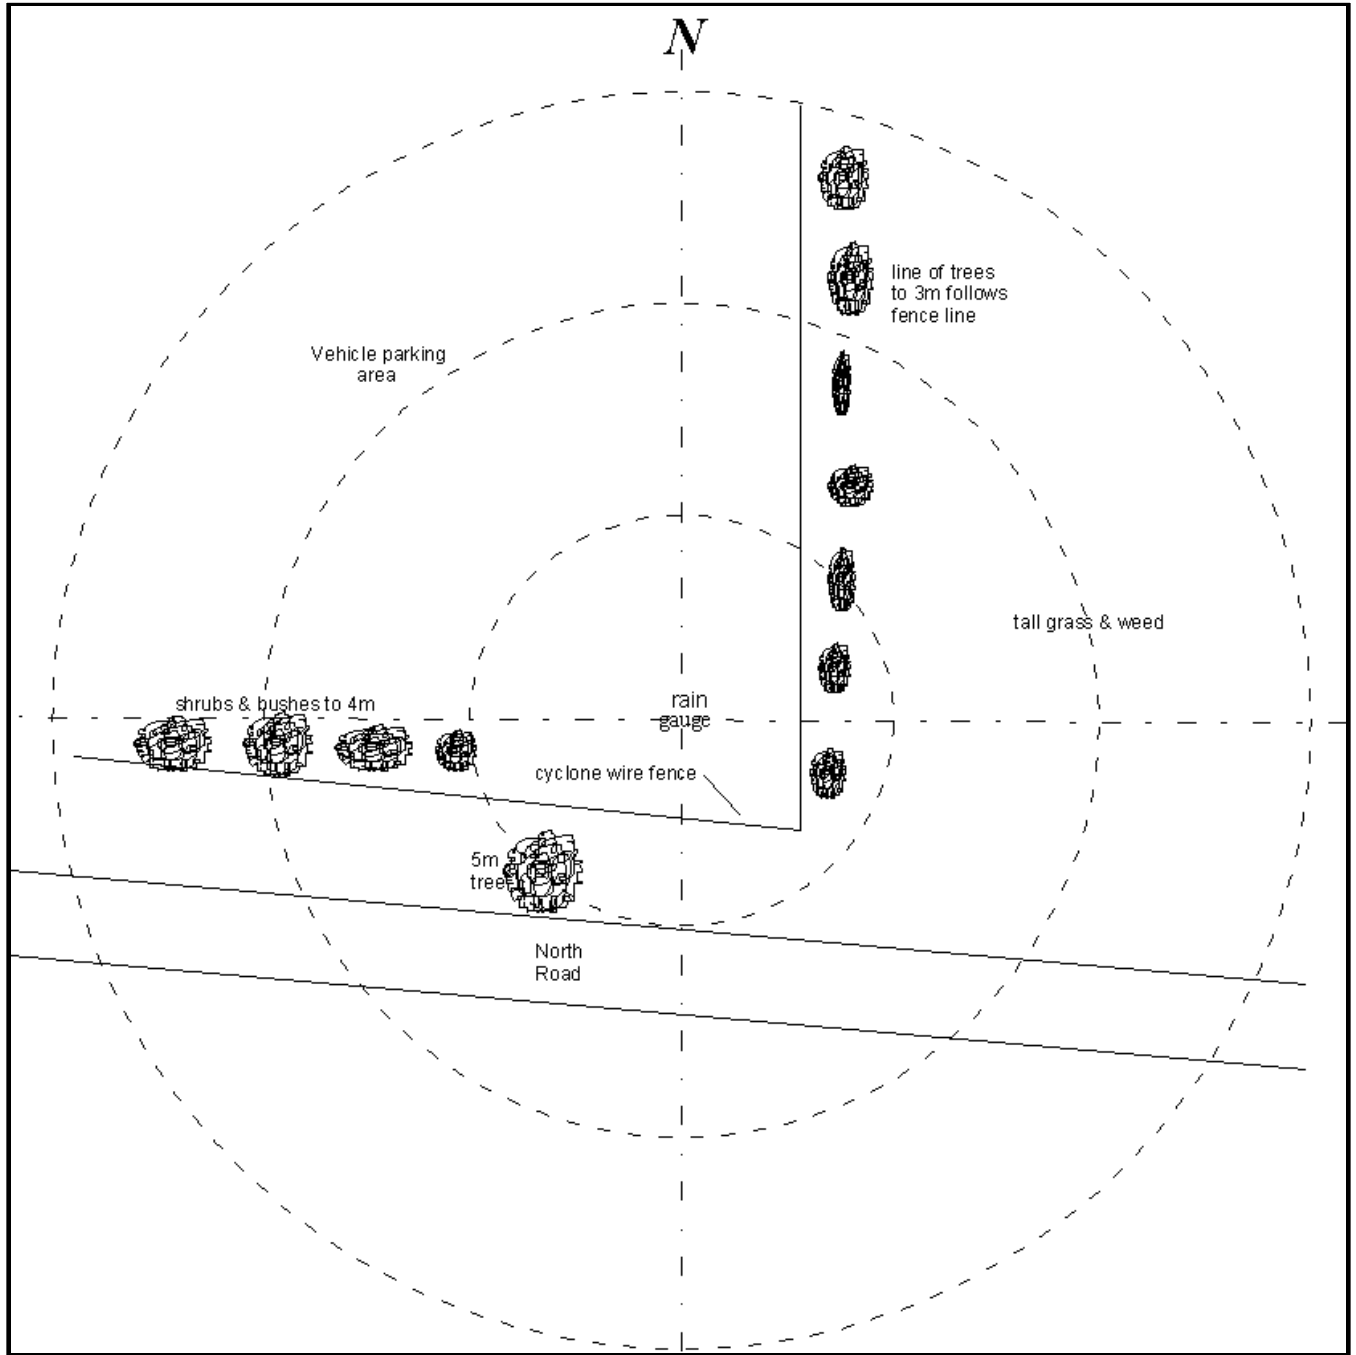 N
line of trees
to 3m follows
fence line
Vehicle parking
area
tall grass & weed
shrubs & bushes to 4m
rain
gauge
cyclone wire fence
5m
tree
North
Road